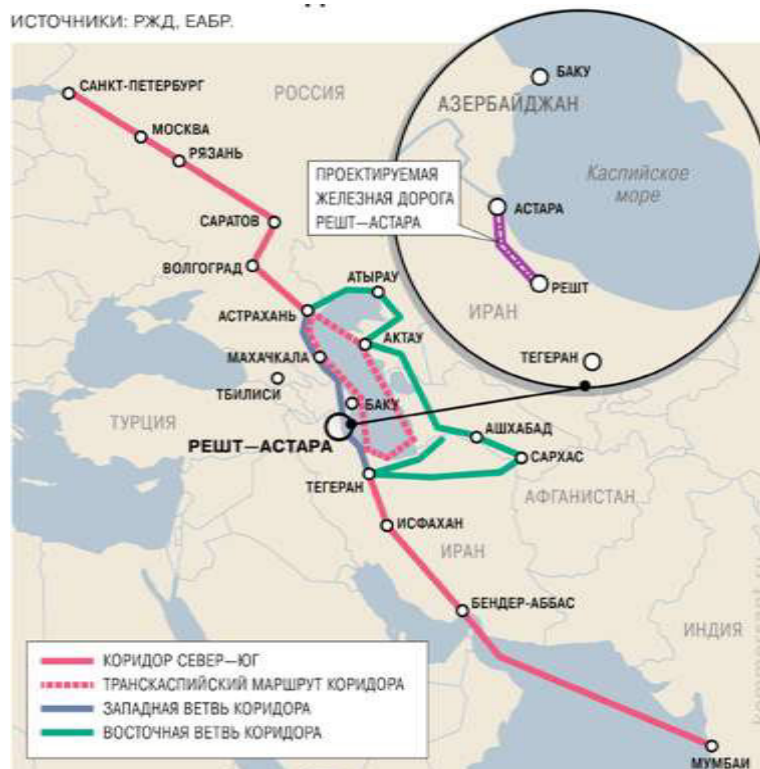 ИСТОЧНИКИ: РЖД, ЕАБР.
САНКТ-ПЕТЕРБУРГ
РОССИЯ
МОСКВА
РЯЗАНЬ
САРАТОВ
ВОЛГОГРАД
АТЫРАУ
АСТРАХАНЬ
АКТАУ
МАХАЧКАЛА
ТБИЛИСИ
БАКУ
ТУРЦИЯ
РЕШТ—АСТАРА
АШХАБАД
САРХАС
ТЕГЕРАН
АФГАНИСТАН
ИСФАХАН
ИРАН
БЕНДЕР-АББАС
ИНДИЯ
МУМБАИ
БАКУ
АЗЕРБАЙДЖАН
Каспийское
море
ПРОЕКТИРУЕМАЯ
ЖЕЛЕЗНАЯ ДОРОГА
РЕШТ—АСТАРА
АСТАРА
РЕШТ
ИРАН
ТЕГЕРАН
КОРИДОР СЕВЕР—ЮГ
ТРАНСКАСПИЙСКИЙ МАРШРУТ КОРИДОРА
ЗАПАДНАЯ ВЕТВЬ КОРИДОРА
ВОСТОЧНАЯ ВЕТВЬ КОРИДОРА